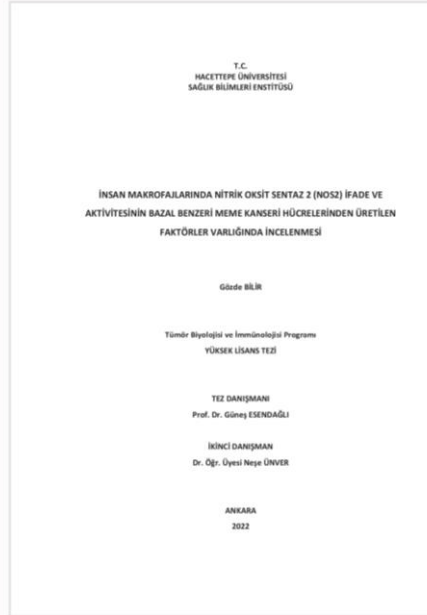 T.C.
HACETTEPE ÜNİVERSİTESİ
SAĞLIK BİLİMLERİ ENSTİTÜSÜ
İNSAN MAKROFAJLARINDA NİTRİK OKSİT SENTAZ 2 (NOS2) İFADE VE
AKTİVİTESİNİN BAZAL BENZERİ MEME KANSERİ HÜCRELERİNDEN ÜRETİLEN
FAKTÖRLER VARLIĞINDA İNCELENMESİ
Gözde BİLİR
Tümör Biyolojisi ve İmmünolojisi Programı
YÜKSEK LİSANS TEZİ
TEZ DANIŞMANI
Prof. Dr. Güneş ESENDAĞLI
İKİNCİ DANIŞMAN
Dr. Öğr. Üyesi Neşe ÜNVER
ANKARA
2022